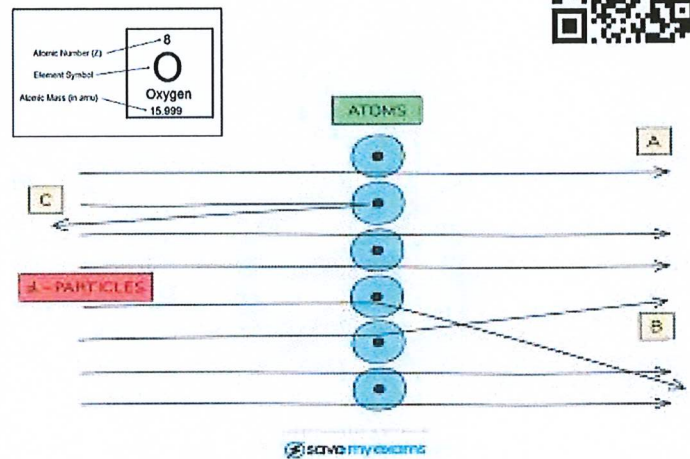 Atomic Number (Z)
8
Element Symbol
O
Oxygen
Atomic Mass (in amu)
15.999
ATOMS
A
C
α-PARTICLES
B
save my exams